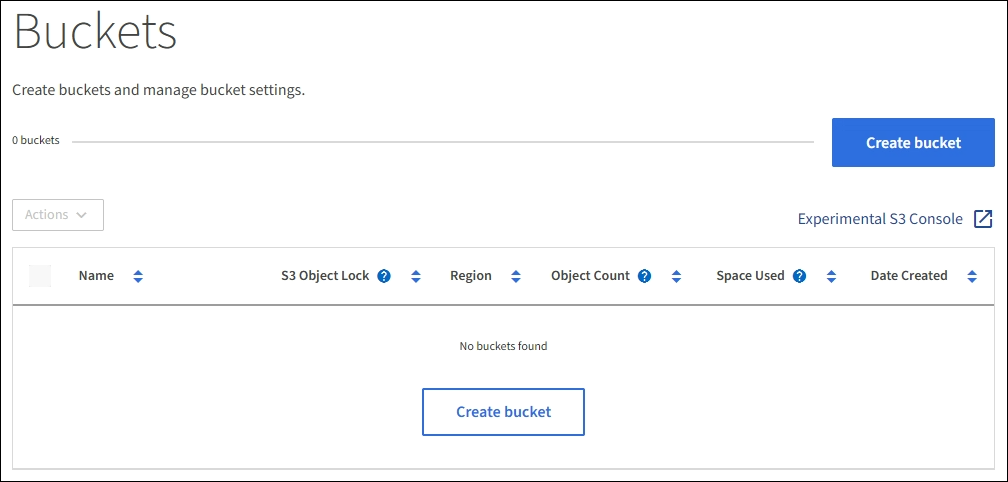 Buckets
Create buckets and manage bucket settings.
0 buckets
Create bucket
Actions
Experimental S3 Console
Name S3 Object Lock ? Region Object Count ? Space Used ? Date Created
No buckets found
Create bucket